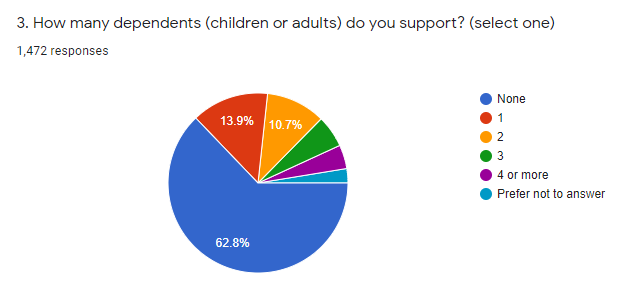 3. How many dependents (children or adults) do you support? (select one)
1,472 responses
13.9%
10.7%
62.8%
None
1
2
3
4 or more
Prefer not to answer